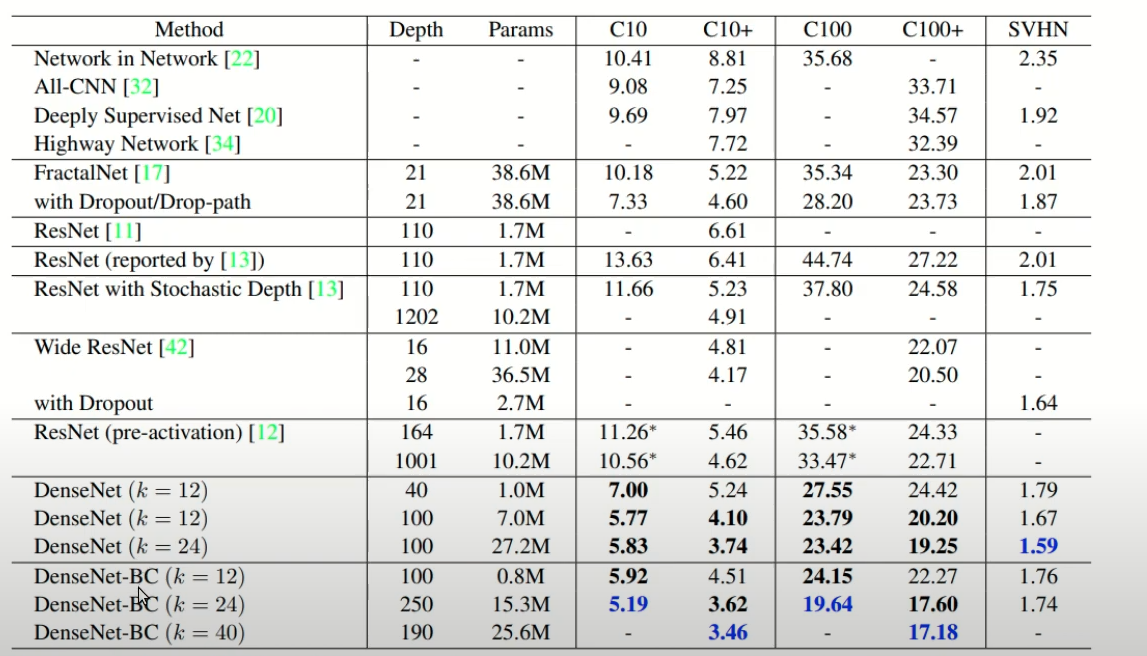 Method Depth Params C10 C10+ C100 C100+ SVHN
Network in Network [22] - - 10.41 8.81 35.68 - 2.35
All-CNN [32] - - 9.08 7.25 - 33.71 -
Deeply Supervised Net [20] - - 9.69 7.97 - 34.57 1.92
Highway Network [34] - - - 7.72 - 32.39 -
FractalNet [17] 21 38.6M 10.18 5.22 35.34 23.30 2.01
with Dropout/Drop-path 21 38.6M 7.33 4.60 28.20 23.73 1.87
ResNet [11] 110 1.7M - 6.61 - - -
ResNet (reported by [13]) 110 1.7M 13.63 6.41 44.74 27.22 2.01
ResNet with Stochastic Depth [13] 110 1.7M 11.66 5.23 37.80 24.58 1.75
1202 10.2M - 4.91 - - -
Wide ResNet [42] 16 11.0M - 4.81 - 22.07 -
28 36.5M - 4.17 - 20.50 -
with Dropout 16 2.7M - - - - 1.64
ResNet (pre-activation) [12] 164 1.7M 11.26* 5.46 35.58* 24.33 -
1001 10.2M 10.56* 4.62 33.47* 22.71 -
DenseNet (k = 12) 40 1.0M 7.00 5.24 27.55 24.42 1.79
DenseNet (k = 12) 100 7.0M 5.77 4.10 23.79 20.20 1.67
DenseNet (k = 24) 100 27.2M 5.83 3.74 23.42 19.25 1.59
DenseNet-BC (k = 12) 100 0.8M 5.92 4.51 24.15 22.27 1.76
DenseNet-BC (k = 24) 250 15.3M 5.19 3.62 19.64 17.60 1.74
DenseNet-BC (k = 40) 190 25.6M - 3.46 - 17.18 -